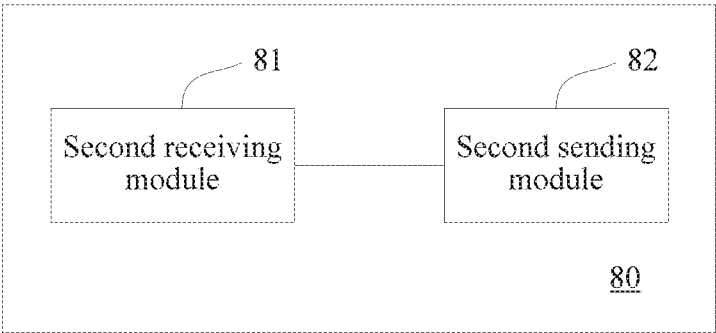 81
82
Second receiving
module
Second sending
module
80